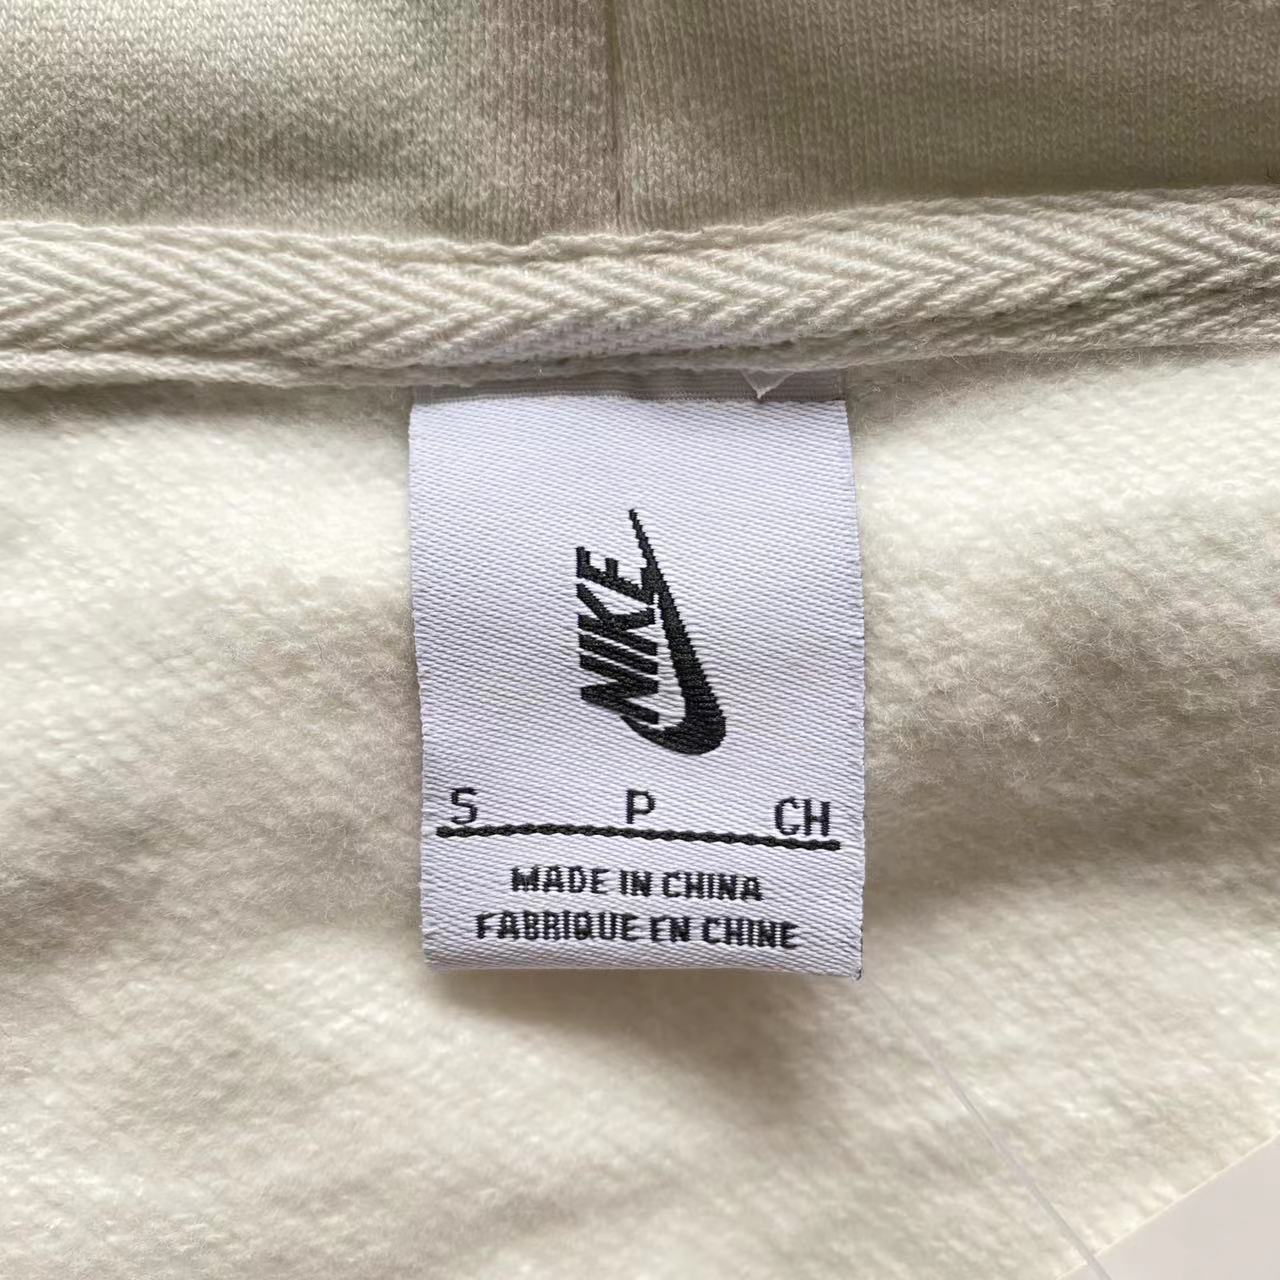 NIKE
S P CH
MADE IN CHINA
FABRIQUE EN CHINE